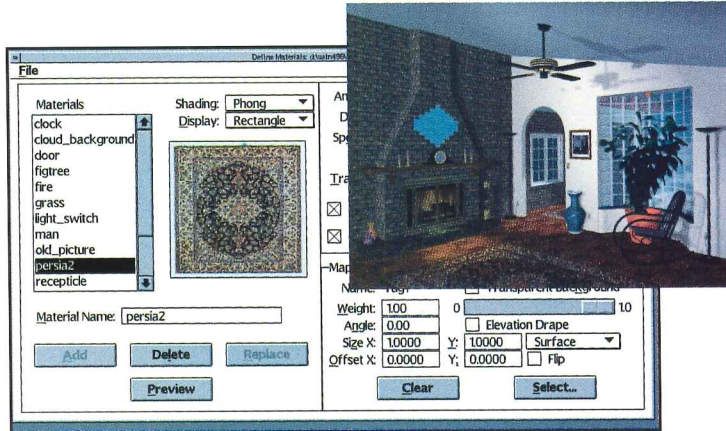 Define Materials:
File
Materials
clock
cloud_background
door
figtree
fire
grass
light_switch
man
old_picture
persia2
recepticle
Shading: Phong
Display: Rectangle
Material Name: persia2
Add
Delete
Replace
Preview
Name:
Weight: 1.00 0 1.0
Angle: 0.00 Elevation Drape
Size X: 1.0000 Y: 1.0000 Surface
Offset X: 0.0000 Y: 0.0000 Flip
Clear
Select...